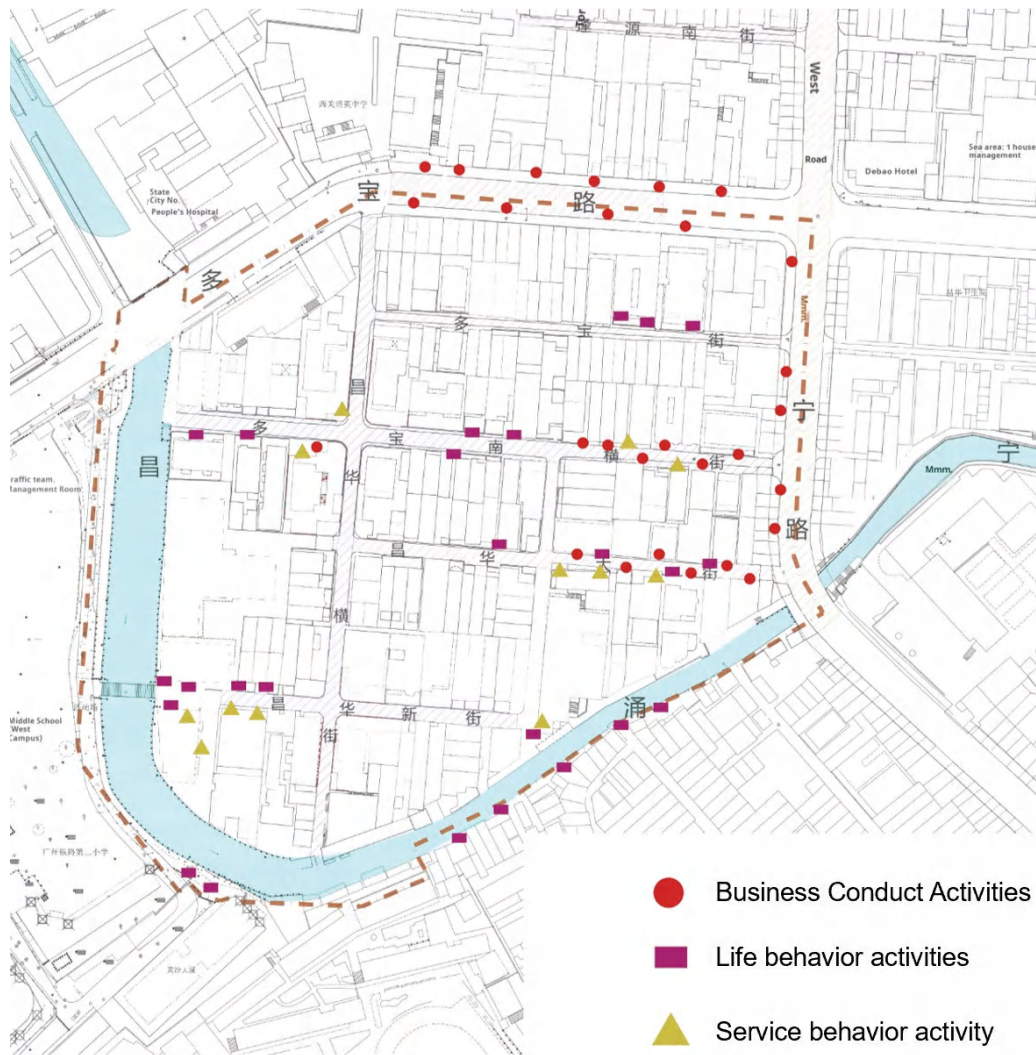 逢源南街
West
Road
Debao Hotel
Sea area: 1 house
management
State
City No.
People's Hospital
多宝路
Mmm.
多宝街
昌华横街
多宝南横街
宁路
昌
宁
Mmm.
raffic team.
Management Room
昌华大街
昌华新街
涌
Middle School
(West
Campus)
Business Conduct Activities
Life behavior activities
Service behavior activity